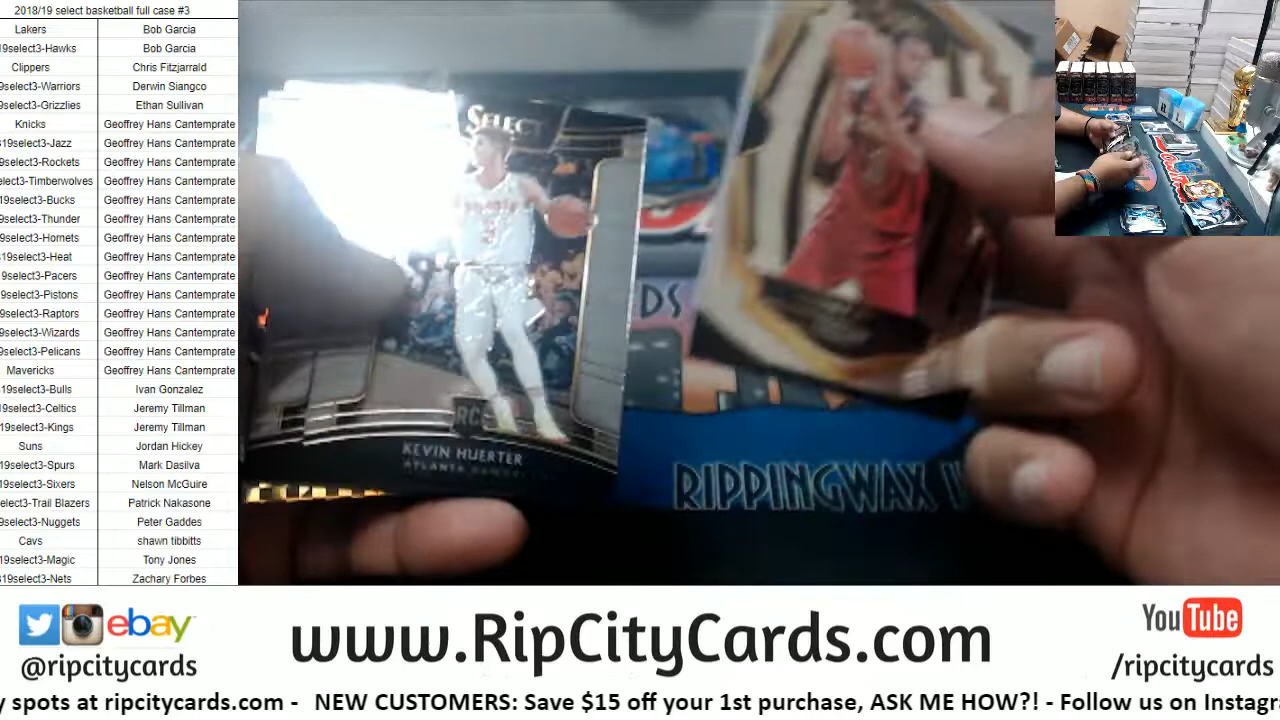 2018/19 select basketball full case #3
Lakers Bob Garcia
19select3-Hawks Bob Garcia
Clippers Chris Fitzjarrald
9select3-Warriors Derwin Siangco
9select3-Grizzlies Ethan Sullivan
Knicks Geoffrey Hans Cantemprate
s19select3-Jazz Geoffrey Hans Cantemprate
9select3-Rockets Geoffrey Hans Cantemprate
elect3-Timberwolves Geoffrey Hans Cantemprate
19select3-Bucks Geoffrey Hans Cantemprate
9select3-Thunder Geoffrey Hans Cantemprate
9select3-Hornets Geoffrey Hans Cantemprate
s19select3-Heat Geoffrey Hans Cantemprate
19select3-Pacers Geoffrey Hans Cantemprate
19select3-Pistons Geoffrey Hans Cantemprate
9select3-Raptors Geoffrey Hans Cantemprate
9select3-Wizards Geoffrey Hans Cantemprate
9select3-Pelicans Geoffrey Hans Cantemprate
Mavericks Geoffrey Hans Cantemprate
s19select3-Bulls Ivan Gonzalez
19select3-Celtics Jeremy Tillman
19select3-Kings Jeremy Tillman
Suns Jordan Hickey
19select3-Spurs Mark Dasilva
19select3-Sixers Nelson McGuire
select3-Trail Blazers Patrick Nakasone
9select3-Nuggets Peter Gaddes
Cavs shawn tibbitts
19select3-Magic Tony Jones
s19select3-Nets Zachary Forbes
SELECT
RC
KEVIN HUERTER
ATLANTA
DS
RIPPINGWAX
ebay
@ripcitycards
www.RipCityCards.com
YouTube
/ripcitycards
y spots at ripcitycards.com - NEW CUSTOMERS: Save $15 off your 1st purchase, ASK ME HOW?! - Follow us on Instagra